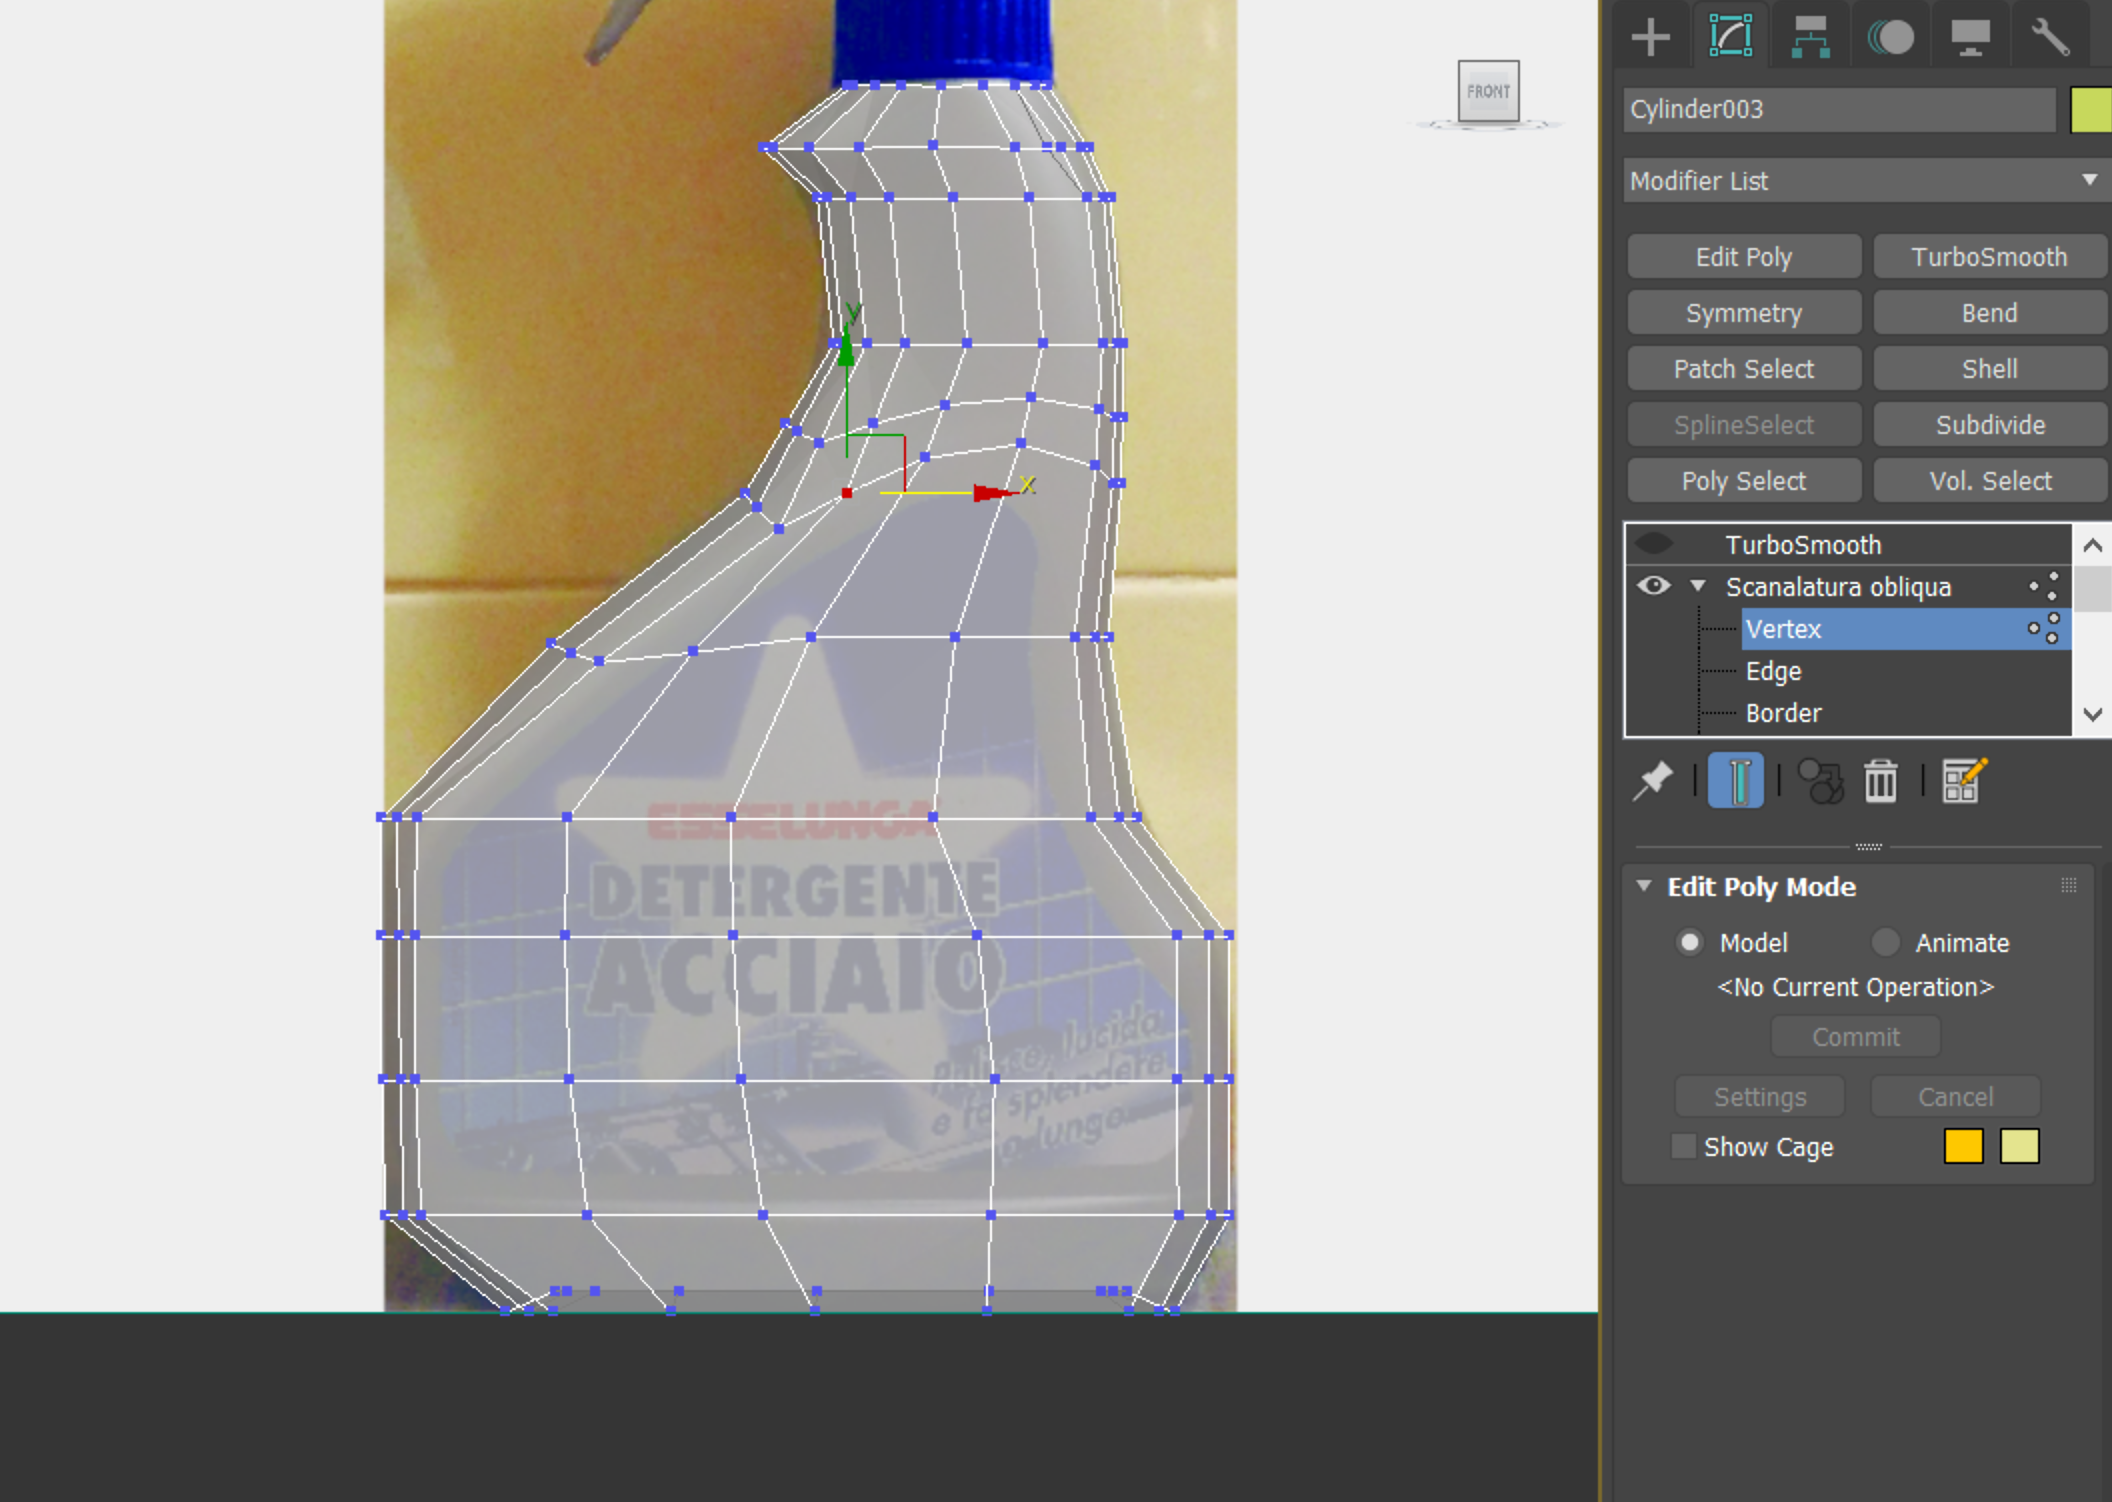 FRONT
y
x
ESSELUNGA
DETERGENTE
ACCIAIO
Pulisce, lucida
e fa splendere
a lungo
Cylinder003
Modifier List
Edit Poly
TurboSmooth
Symmetry
Bend
Patch Select
Shell
SplineSelect
Subdivide
Poly Select
Vol. Select
TurboSmooth
Scanalatura obliqua
Vertex
Edge
Border
Edit Poly Mode
Model
Animate
<No Current Operation>
Commit
Settings
Cancel
Show Cage